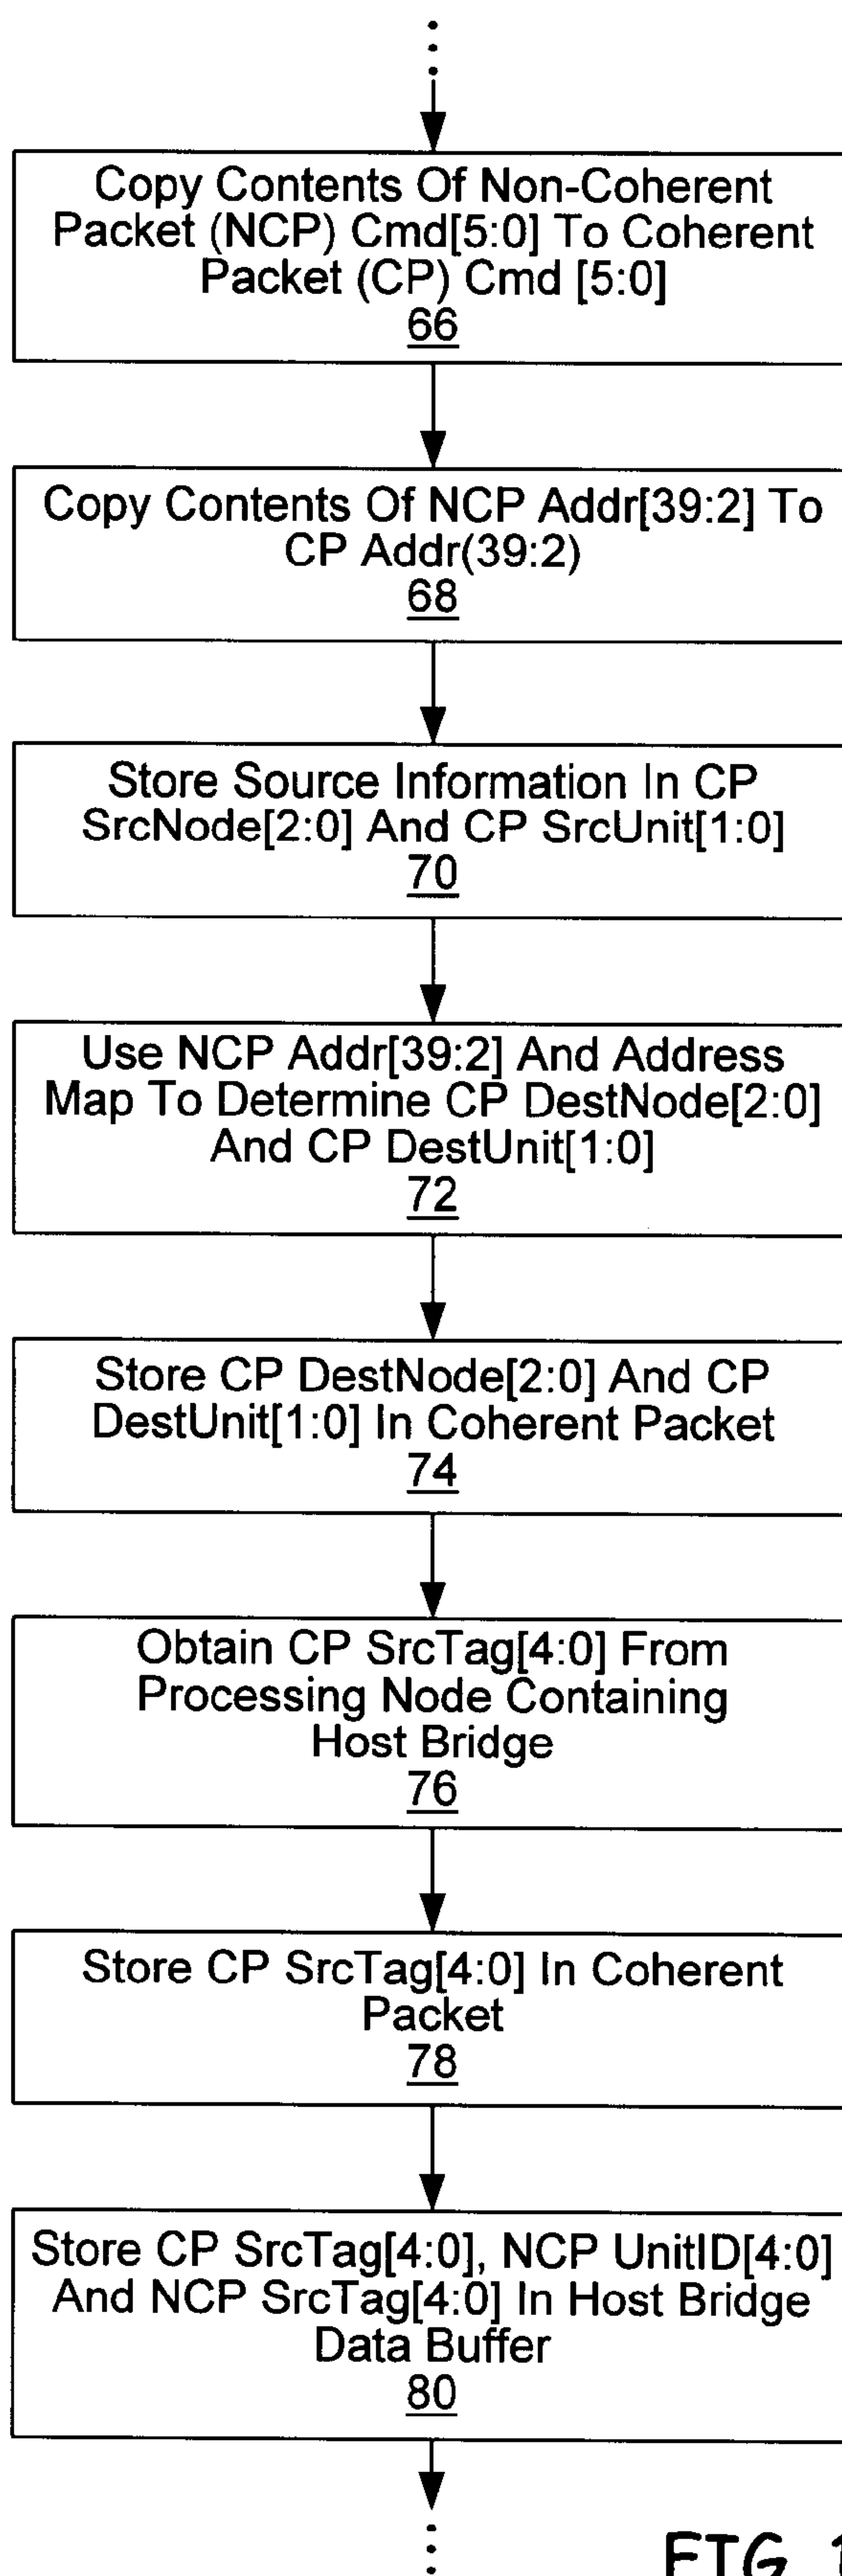 Copy Contents Of Non-Coherent
Packet (NCP) Cmd[5:0] To Coherent
Packet (CP) Cmd [5:0]
66
Copy Contents Of NCP Addr[39:2] To
CP Addr(39:2)
68
Store Source Information In CP
SrcNode[2:0] And CP SrcUnit[1:0]
70
Use NCP Addr[39:2] And Address
Map To Determine CP DestNode[2:0]
And CP DestUnit[1:0]
72
Store CP DestNode[2:0] And CP
DestUnit[1:0] In Coherent Packet
74
Obtain CP SrcTag[4:0] From
Processing Node Containing
Host Bridge
76
Store CP SrcTag[4:0] In Coherent
Packet
78
Store CP SrcTag[4:0], NCP UnitID[4:0]
And NCP SrcTag[4:0] In Host Bridge
Data Buffer
80
FIG